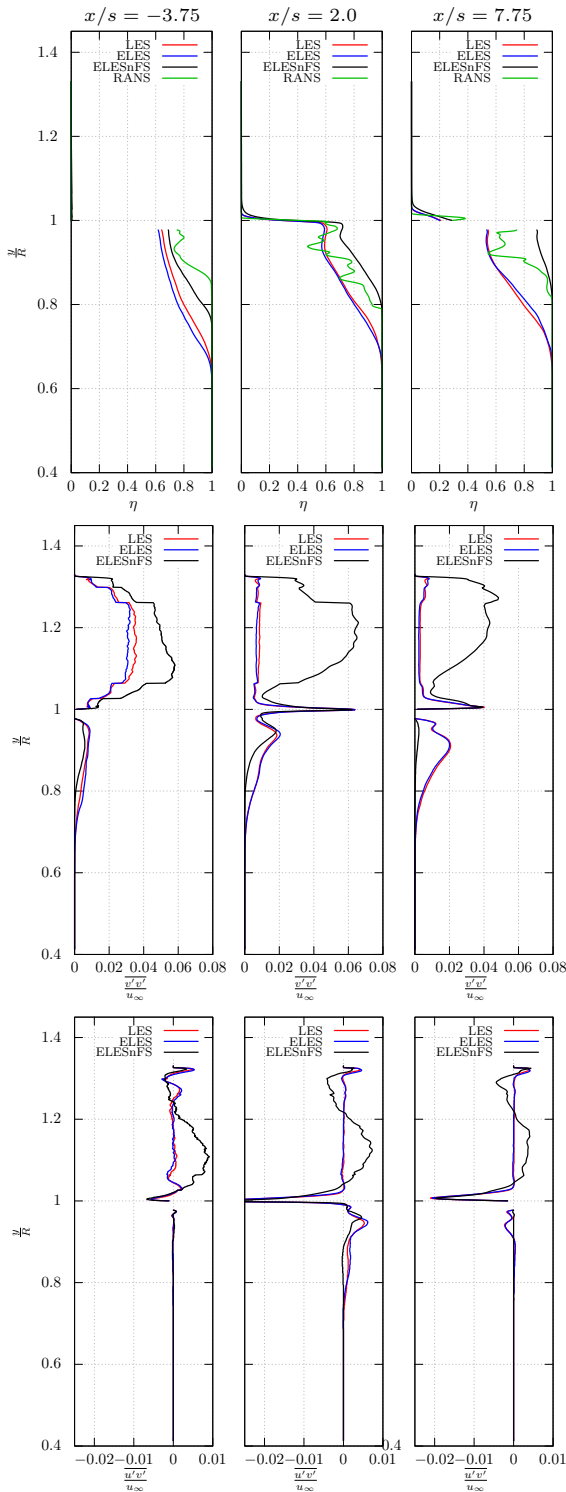 x/s = −3.75 x/s = 2.0 x/s = 7.75
1.4
LES LES LES
ELES ELES ELES
ELESnFS ELESnFS ELESnFS
RANS RANS RANS
1.2
1
y/R
0.8
0.6
0.4
0 0.2 0.4 0.6 0.8 1 0 0.2 0.4 0.6 0.8 1 0 0.2 0.4 0.6 0.8 1
η η η
1.4
LES LES LES
ELES ELES ELES
ELESnFS ELESnFS ELESnFS
1.2
1
y/R
0.8
0.6
0.4
0 0.02 0.04 0.06 0.08 0 0.02 0.04 0.06 0.08 0 0.02 0.04 0.06 0.08
v′v′/u∞ v′v′/u∞ v′v′/u∞
1.4
LES LES LES
ELES ELES ELES
ELESnFS ELESnFS ELESnFS
1.2
1
y/R
0.8
0.6
0.4 0.4
−0.02 −0.01 0 0.01 −0.02 −0.01 0 0.01 −0.02 −0.01 0 0.01
u′v′/u∞ u′v′/u∞ u′v′/u∞